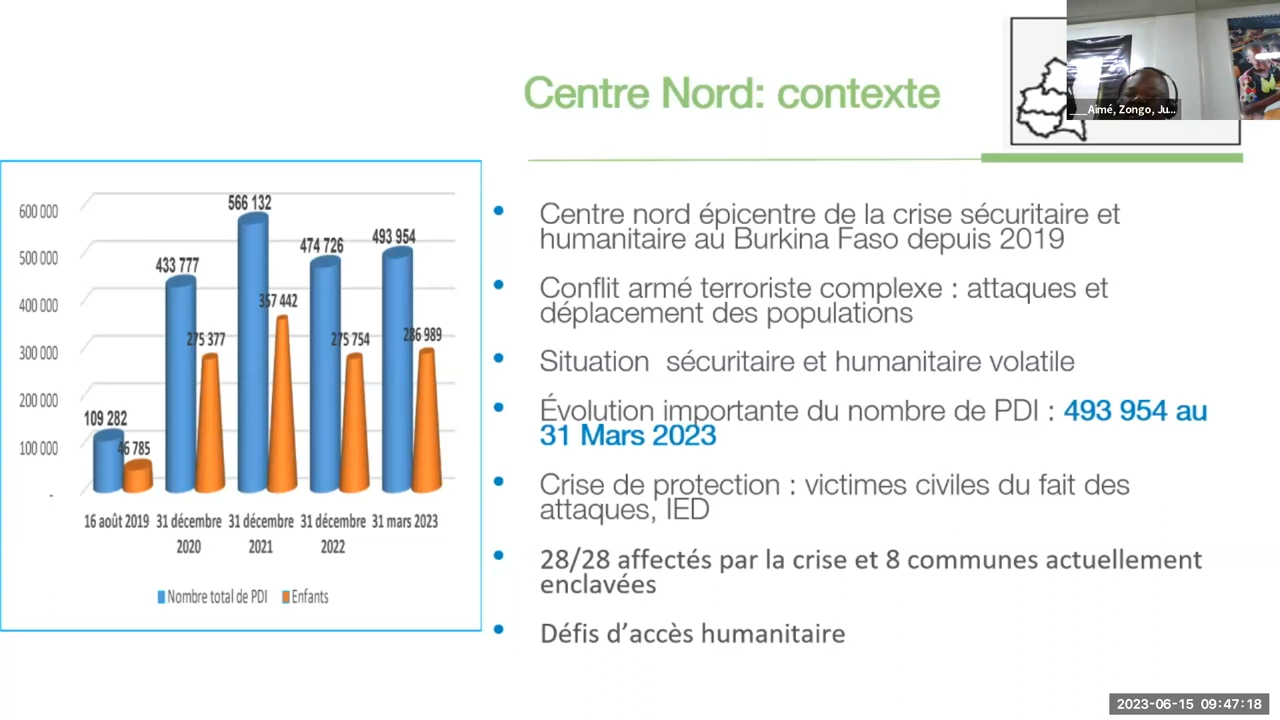 Centre Nord: contexte
___Aimé, Zongo, Ju...
600 000
500 000
400 000
300 000
200 000
100 000
-
109 282
46 785
433 777
275 377
566 132
357 442
474 726
275 754
493 954
286 989
16 août 2019
31 décembre
2020
31 décembre
2021
31 décembre
2022
31 mars 2023
Nombre total de PDI
Enfants
• Centre nord épicentre de la crise sécuritaire et
humanitaire au Burkina Faso depuis 2019
• Conflit armé terroriste complexe : attaques et
déplacement des populations
• Situation sécuritaire et humanitaire volatile
• Évolution importante du nombre de PDI : 493 954 au
31 Mars 2023
• Crise de protection : victimes civiles du fait des
attaques, IED
• 28/28 affectés par la crise et 8 communes actuellement
enclavées
• Défis d’accès humanitaire
2023-06-15 09:47:18